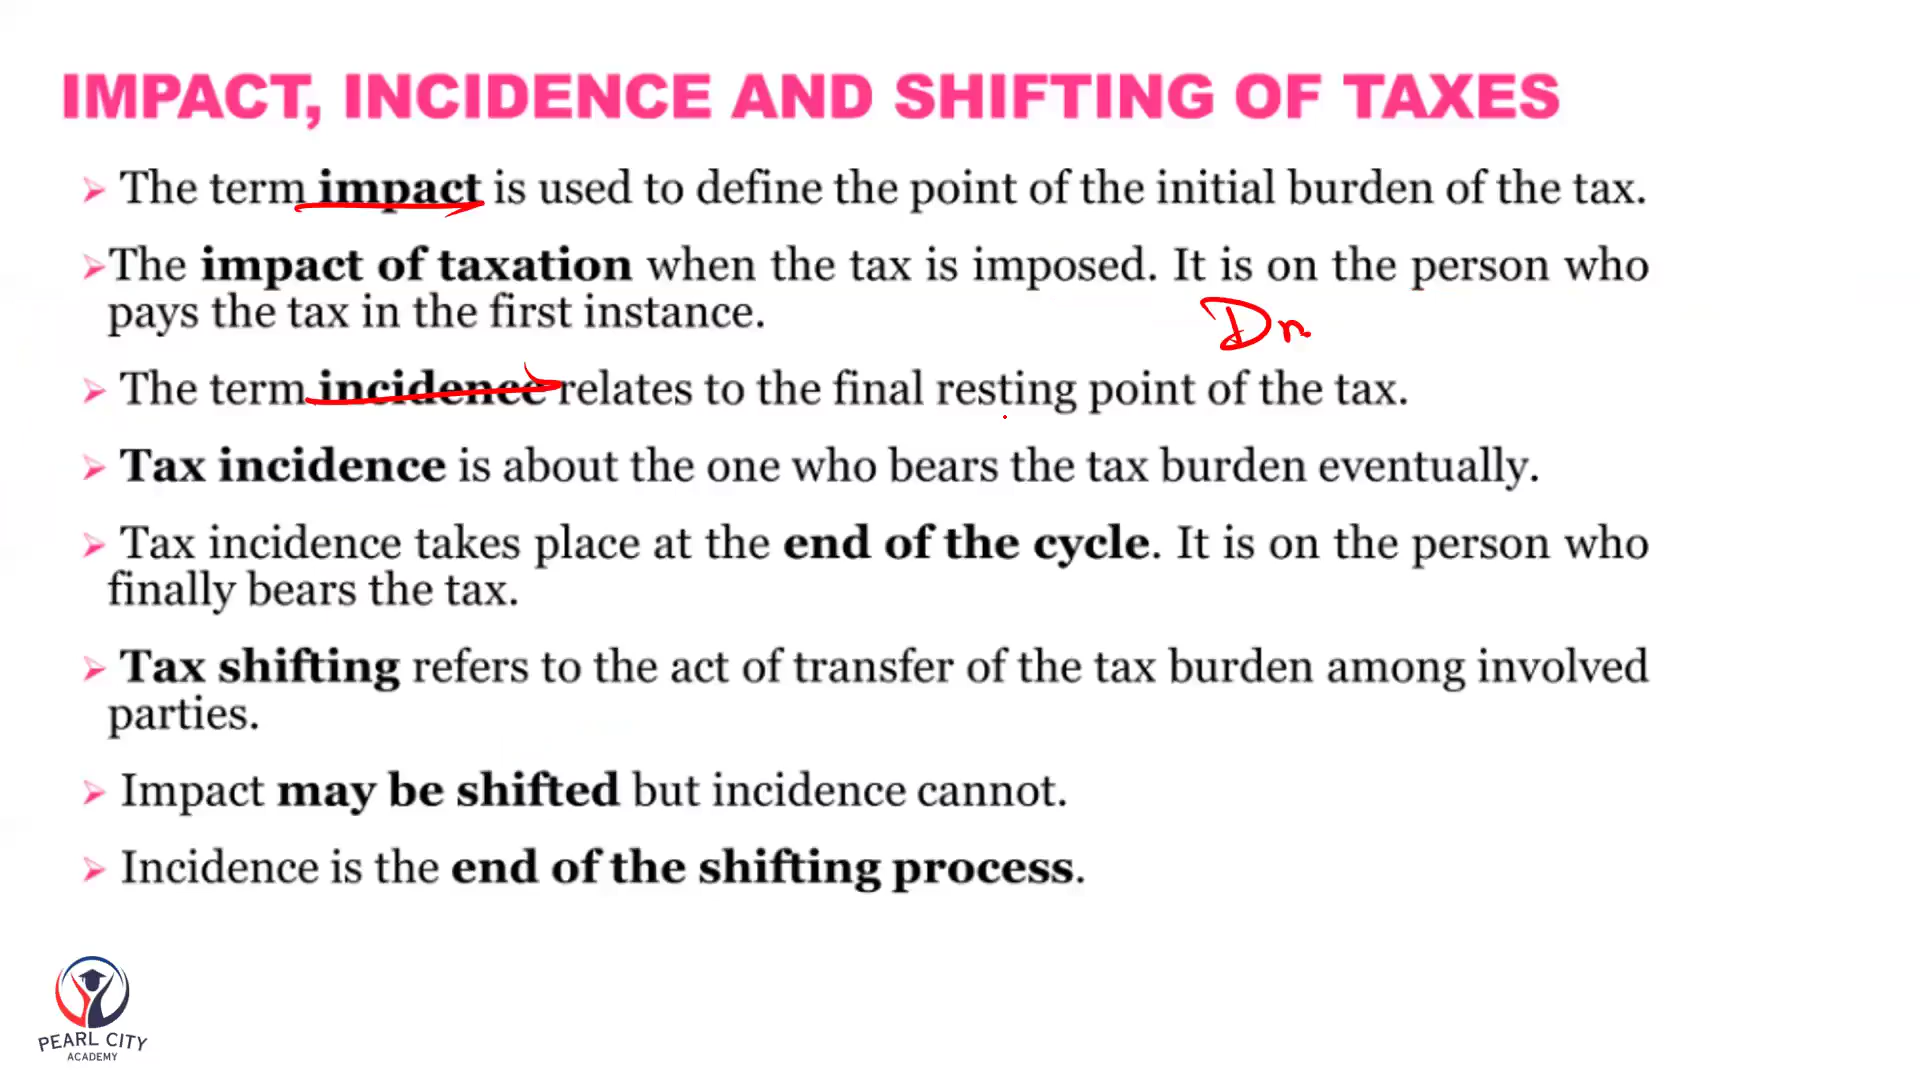 IMPACT, INCIDENCE AND SHIFTING OF TAXES
➢ The term impact is used to define the point of the initial burden of the tax.
➢The impact of taxation when the tax is imposed. It is on the person who
pays the tax in the first instance.
➢ The term incidence relates to the final resting point of the tax.
➢ Tax incidence is about the one who bears the tax burden eventually.
➢ Tax incidence takes place at the end of the cycle. It is on the person who
finally bears the tax.
➢ Tax shifting refers to the act of transfer of the tax burden among involved
parties.
➢ Impact may be shifted but incidence cannot.
➢ Incidence is the end of the shifting process.
PEARL CITY
ACADEMY